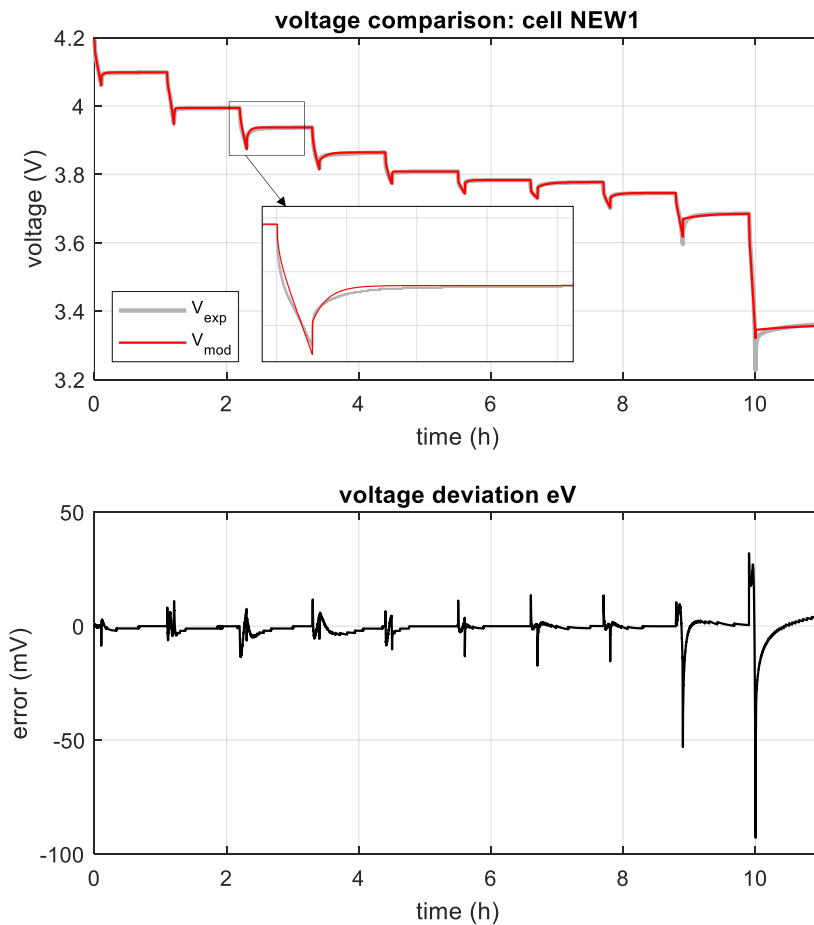 voltage comparison: cell NEW1
4.2
4
3.8
3.6
3.4
3.2
voltage (V)
V_exp
V_mod
0 2 4 6 8 10
time (h)
voltage deviation eV
50
0
-50
-100
error (mV)
0 2 4 6 8 10
time (h)